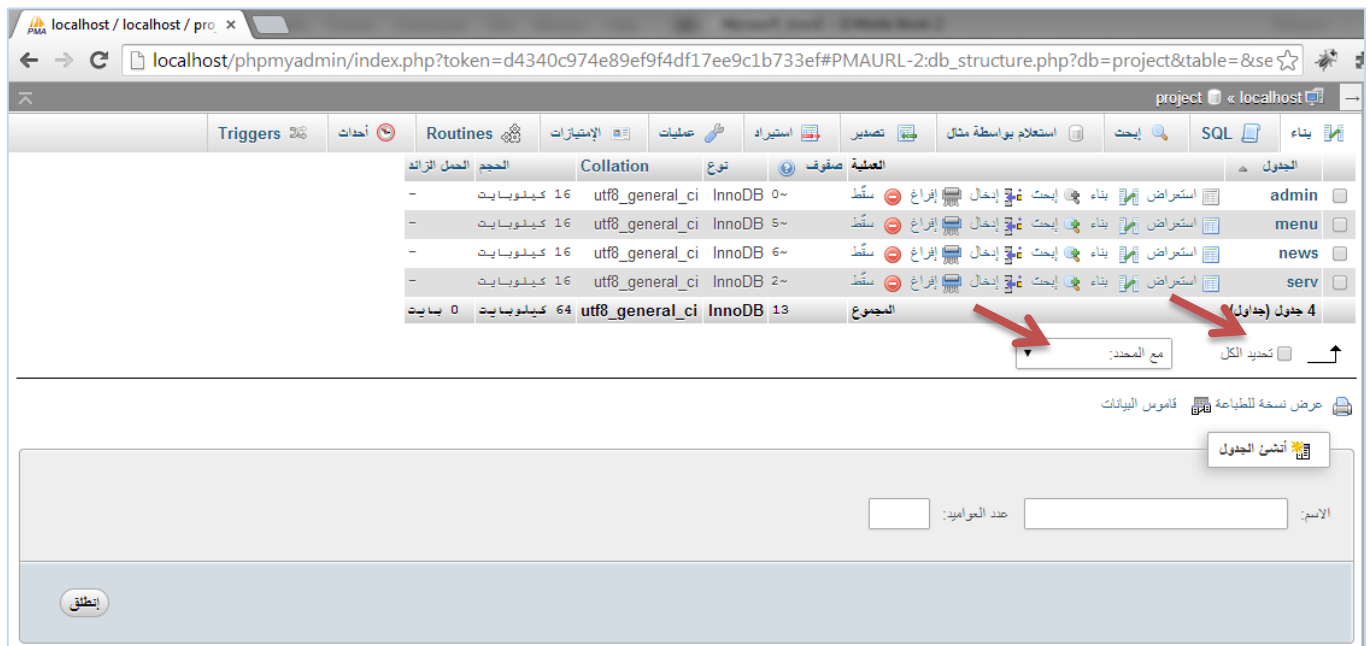 localhost / localhost / pro
localhost/phpmyadmin/index.php?token=d4340c974e89ef9f4df17ee9c1b733ef#PMAURL-2:db_structure.php?db=project&table=&se
localhost » project
بناء SQL إبحث استعلام بواسطة مثال تصدير استيراد عمليات الإمتيازات Routines أحداث Triggers
الجدول العملية صفوف نوع Collation الحجم الحمل الزائد
admin استعراض بناء إبحث إدخال إفراغ سقّط ~0 InnoDB utf8_general_ci 16 كيلوبايت -
menu استعراض بناء إبحث إدخال إفراغ سقّط ~5 InnoDB utf8_general_ci 16 كيلوبايت -
news استعراض بناء إبحث إدخال إفراغ سقّط ~6 InnoDB utf8_general_ci 16 كيلوبايت -
serv استعراض بناء إبحث إدخال إفراغ سقّط ~2 InnoDB utf8_general_ci 16 كيلوبايت -
4 جدول (جداول) المجموع 13 InnoDB utf8_general_ci 64 كيلوبايت 0 بايت
تحديد الكل مع المحدد:
عرض نسخة للطباعة قاموس البيانات
أنشئ الجدول
الاسم: عدد العواميد:
إنطلق